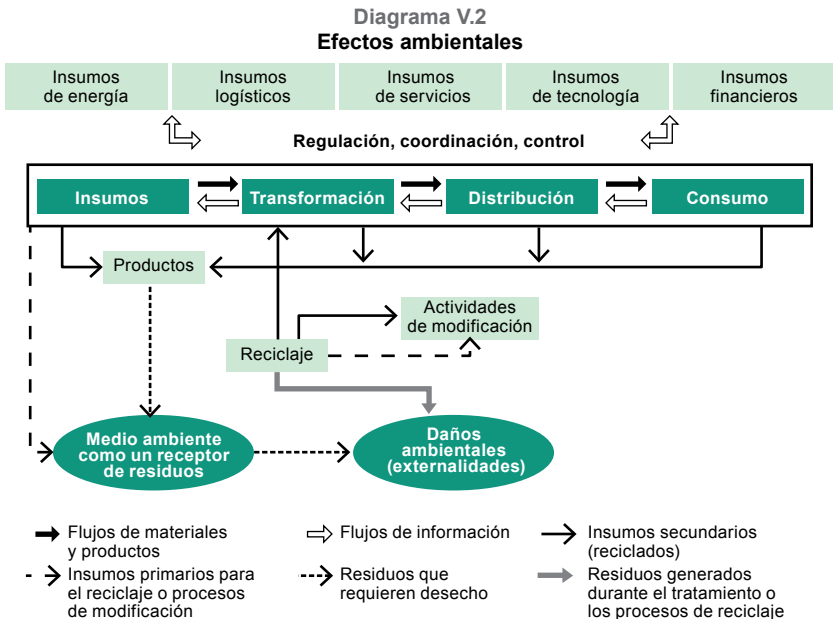 Diagrama V.2
Efectos ambientales
Insumos
de energía
Insumos
logísticos
Insumos
de servicios
Insumos
de tecnología
Insumos
financieros
Regulación, coordinación, control
Insumos
Transformación
Distribución
Consumo
Productos
Actividades
de modificación
Reciclaje
Medio ambiente
como un receptor
de residuos
Daños
ambientales
(externalidades)
Flujos de materiales
y productos
Flujos de información
Insumos secundarios
(reciclados)
Insumos primarios para
el reciclaje o procesos
de modificación
Residuos que
requieren desecho
Residuos generados
durante el tratamiento o
los procesos de reciclaje